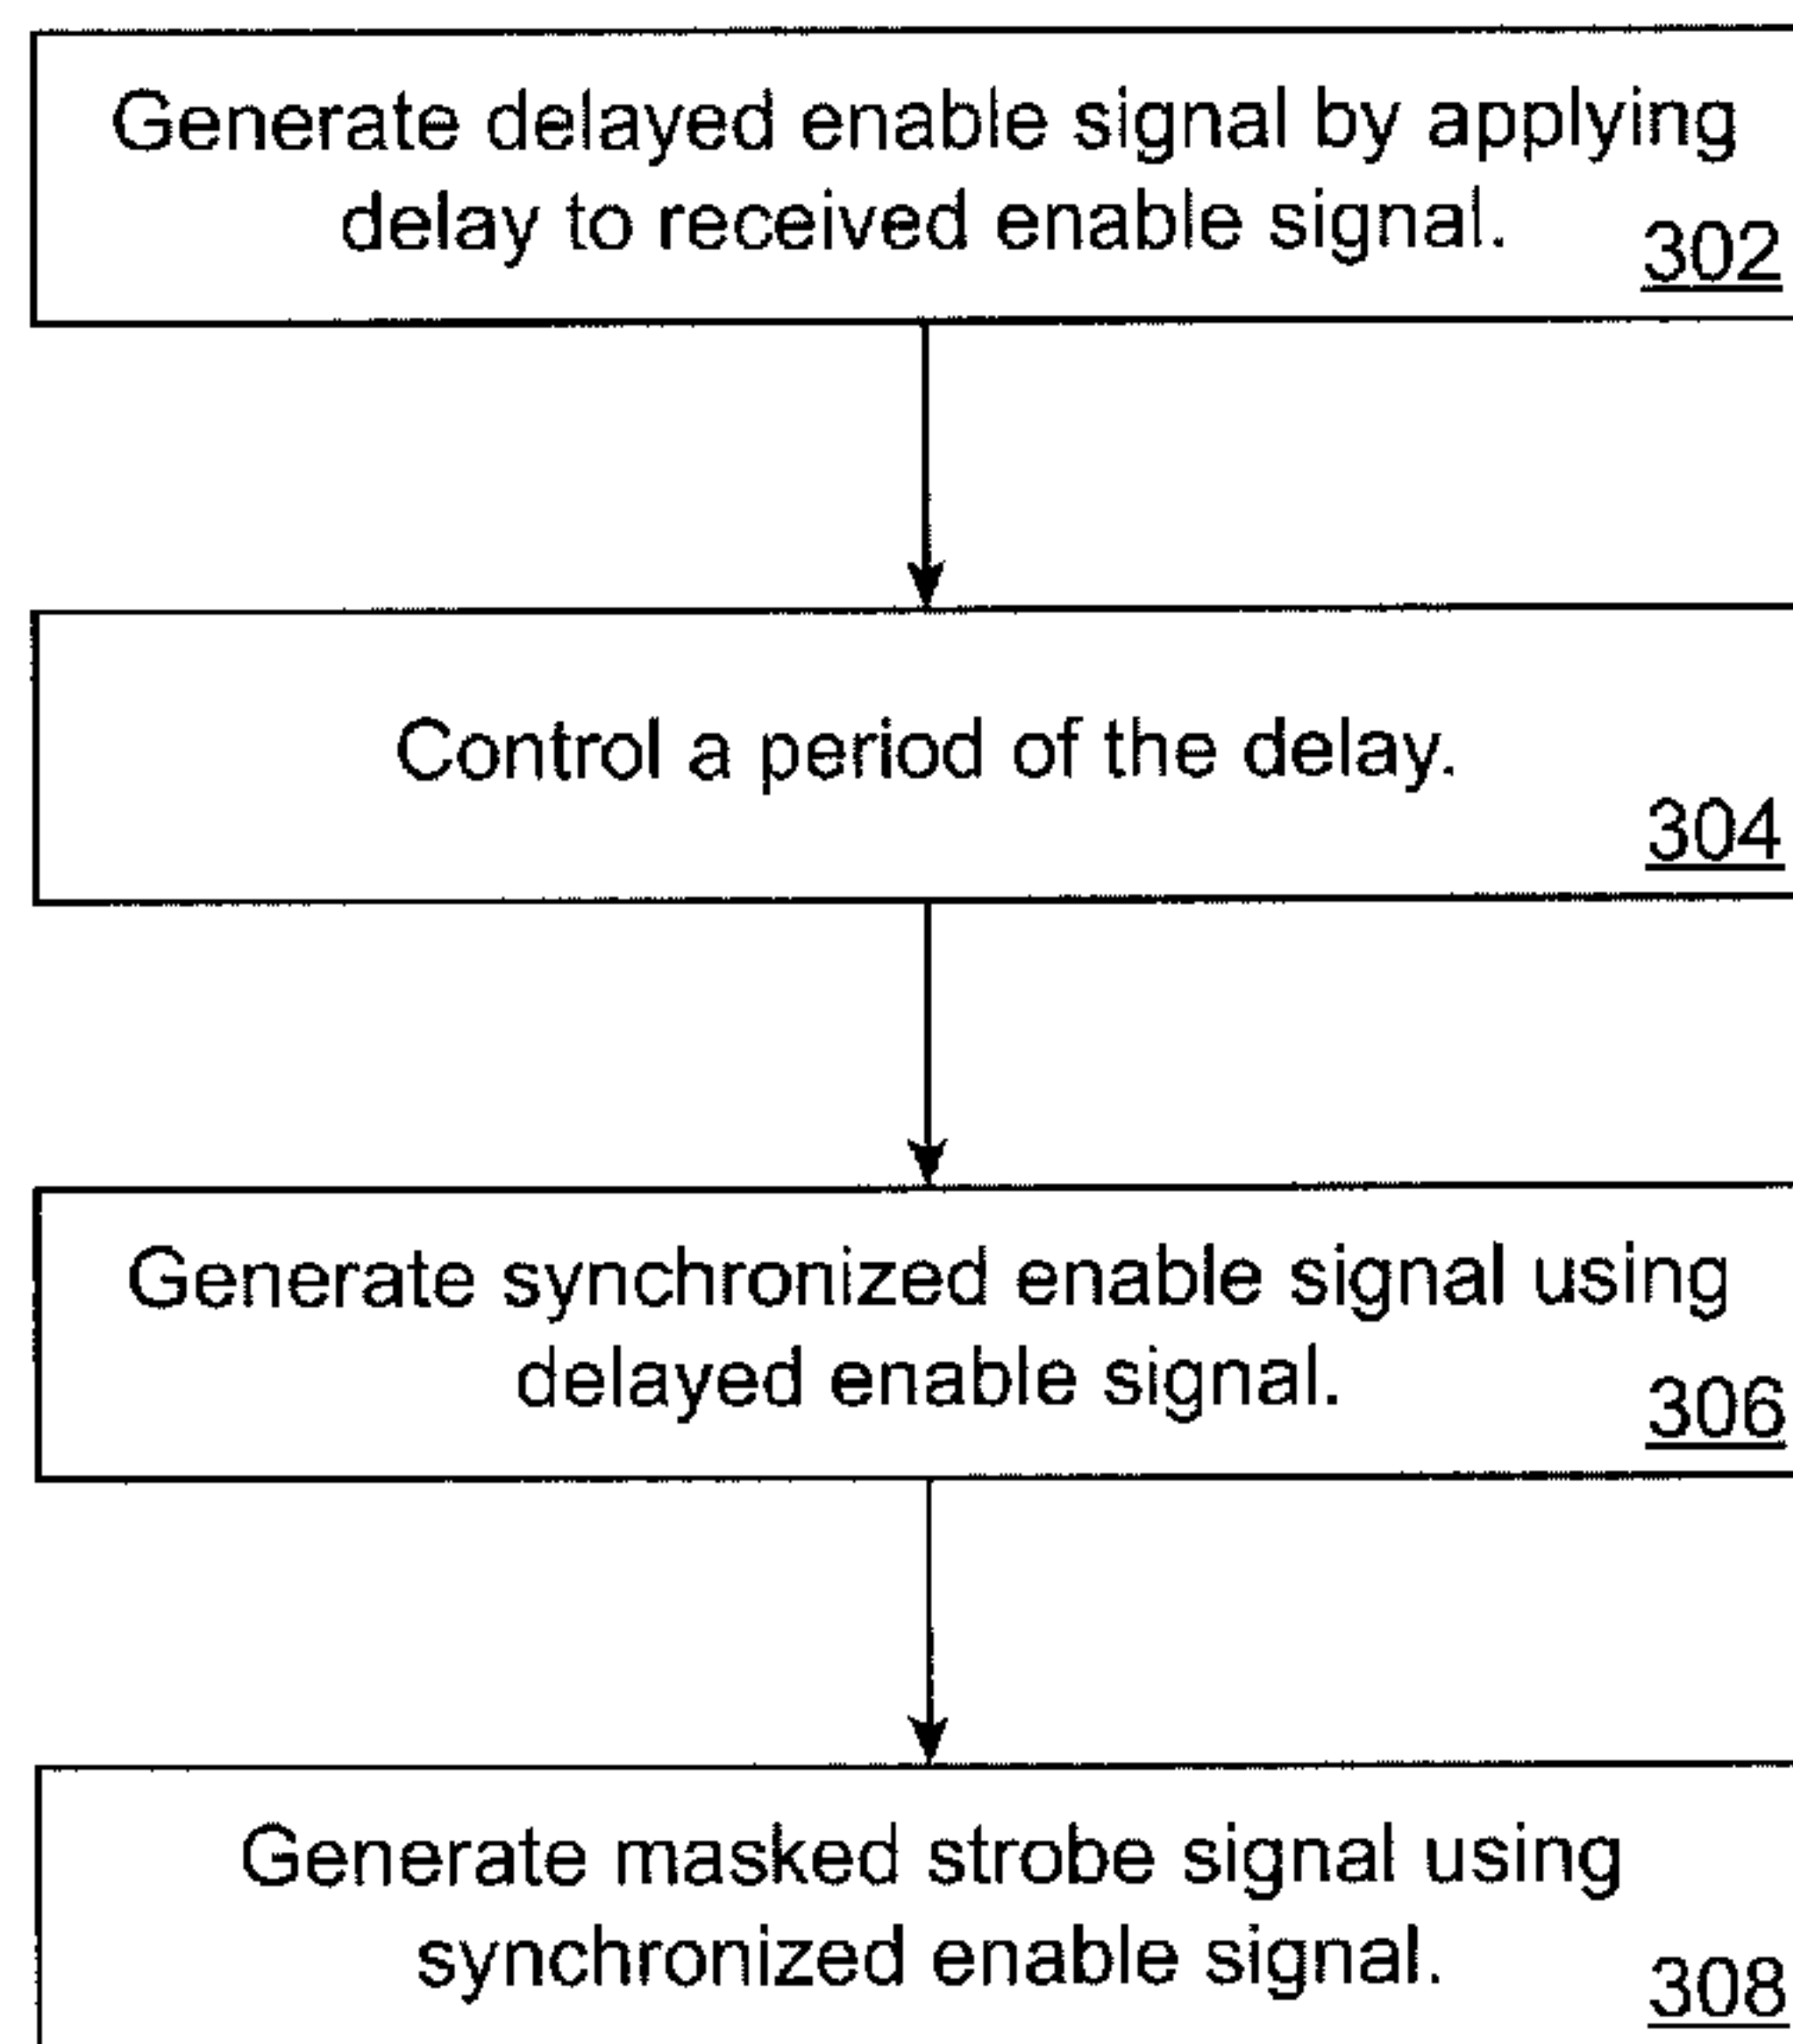 Generate delayed enable signal by applying
delay to received enable signal.
302
Control a period of the delay.
304
Generate synchronized enable signal using
delayed enable signal.
306
Generate masked strobe signal using
synchronized enable signal.
308